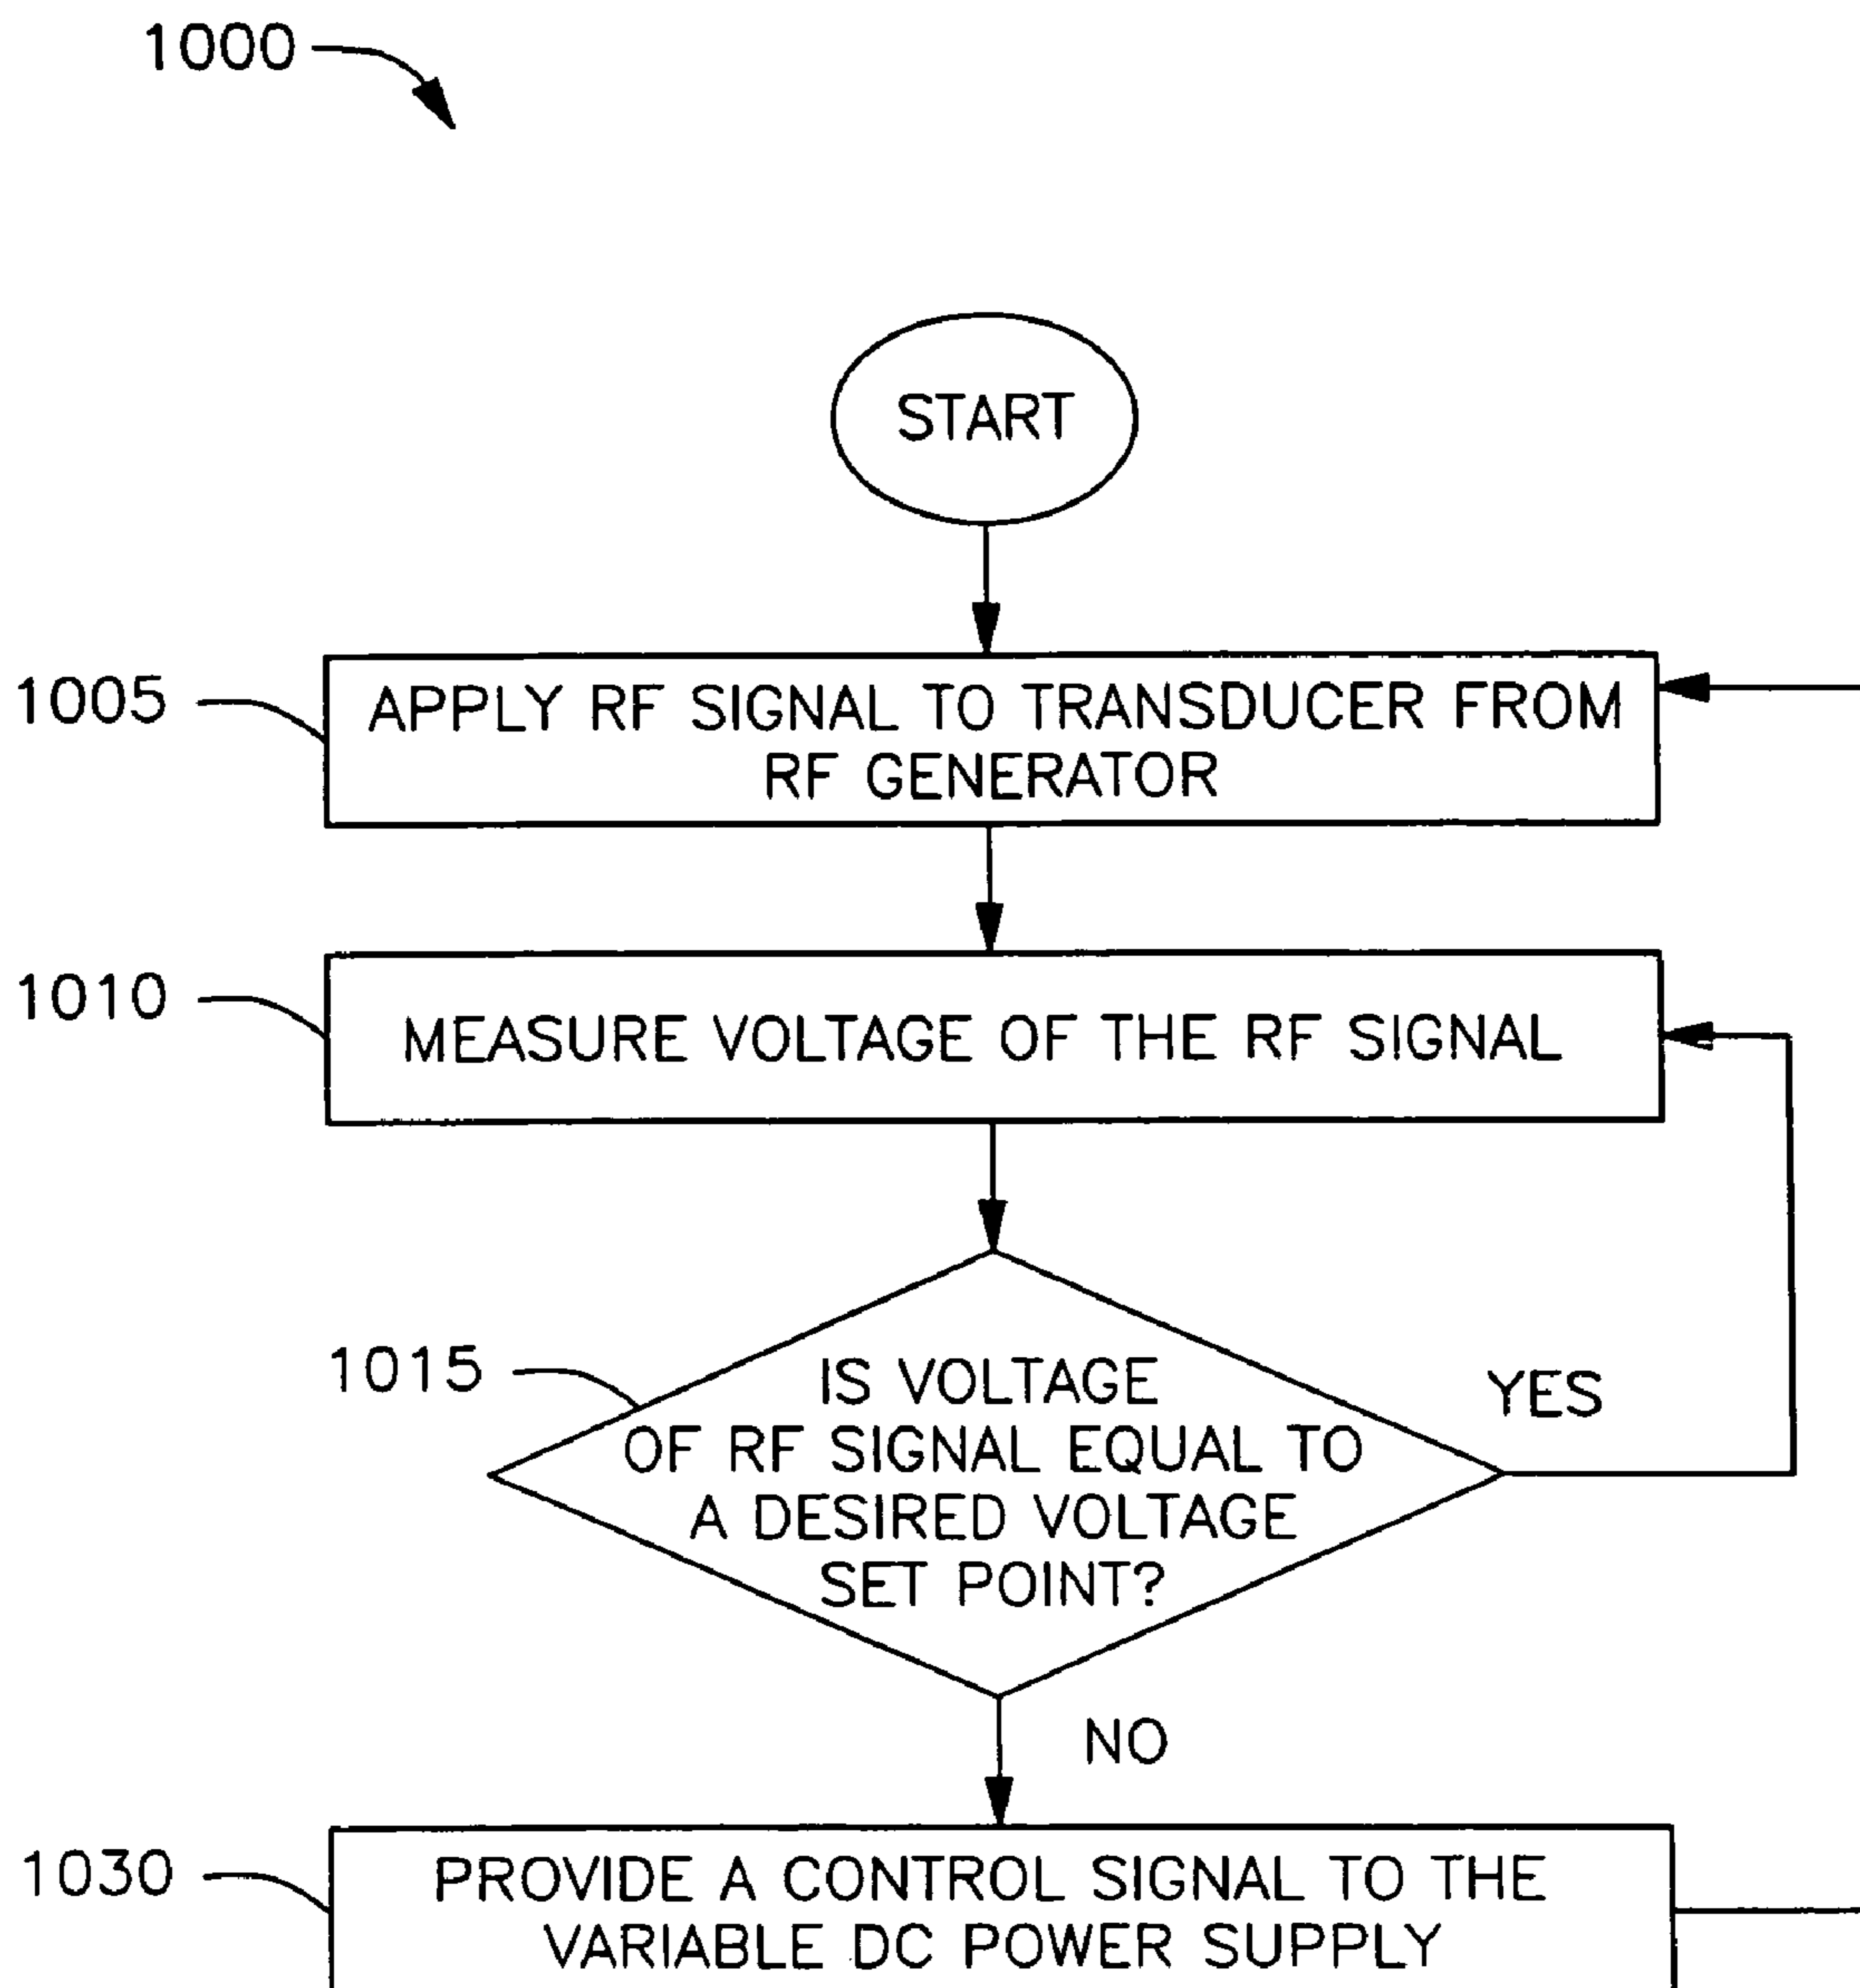 1000
START
1005
APPLY RF SIGNAL TO TRANSDUCER FROM
RF GENERATOR
1010
MEASURE VOLTAGE OF THE RF SIGNAL
1015
IS VOLTAGE
OF RF SIGNAL EQUAL TO
A DESIRED VOLTAGE
SET POINT?
YES
NO
1030
PROVIDE A CONTROL SIGNAL TO THE
VARIABLE DC POWER SUPPLY